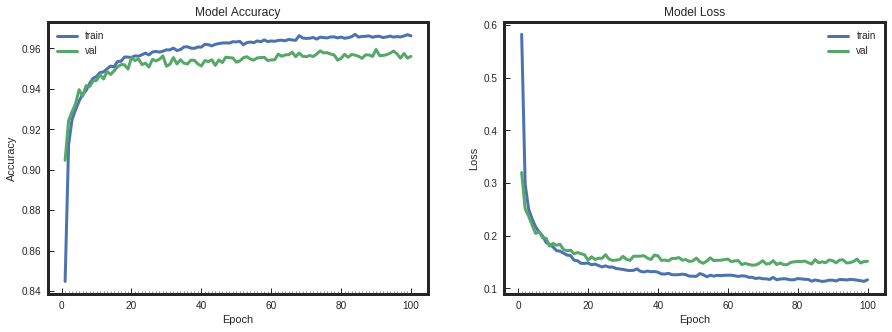 Model Accuracy
train
val
0.96
0.94
0.92
0.90
0.88
0.86
0.84
Accuracy
0 20 40 60 80 100
Epoch
Model Loss
train
val
0.6
0.5
0.4
0.3
0.2
0.1
Loss
0 20 40 60 80 100
Epoch